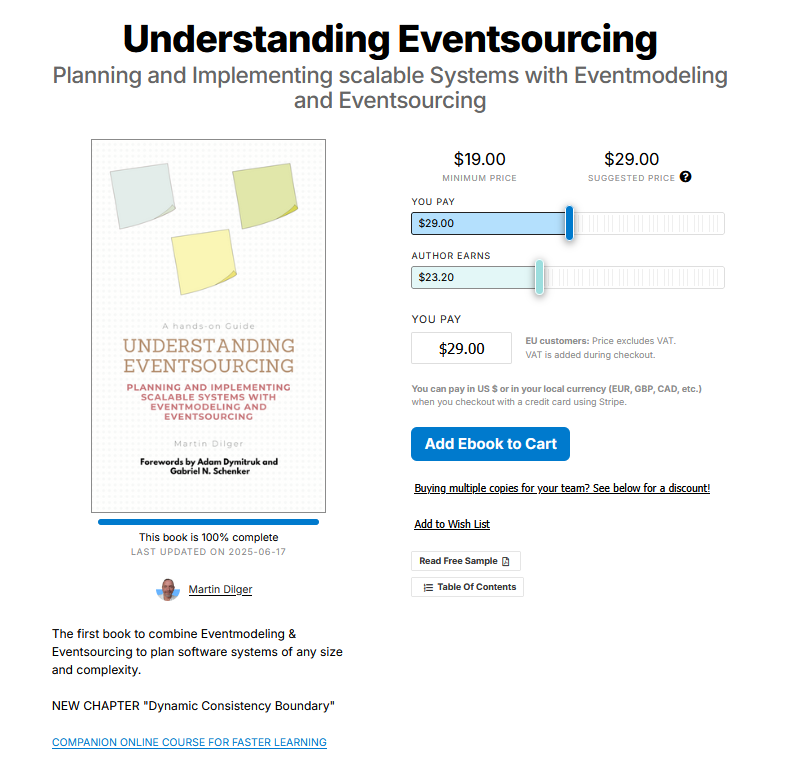 Understanding Eventsourcing
Planning and Implementing scalable Systems with Eventmodeling
and Eventsourcing
A hands-on Guide
UNDERSTANDING
EVENTSOURCING
PLANNING AND IMPLEMENTING
SCALABLE SYSTEMS WITH
EVENTMODELING AND
EVENTSOURCING
Martin Dilger
Forewords by Adam Dymitruk and
Gabriel N. Schenker
This book is 100% complete
LAST UPDATED ON 2025-06-17
Martin Dilger
The first book to combine Eventmodeling &
Eventsourcing to plan software systems of any size
and complexity.
NEW CHAPTER "Dynamic Consistency Boundary"
COMPANION ONLINE COURSE FOR FASTER LEARNING
$19.00 $29.00
MINIMUM PRICE SUGGESTED PRICE ?
YOU PAY
$29.00
AUTHOR EARNS
$23.20
YOU PAY
$29.00
EU customers: Price excludes VAT.
VAT is added during checkout.
You can pay in US $ or in your local currency (EUR, GBP, CAD, etc.)
when you checkout with a credit card using Stripe.
Add Ebook to Cart
Buying multiple copies for your team? See below for a discount!
Add to Wish List
Read Free Sample
Table Of Contents